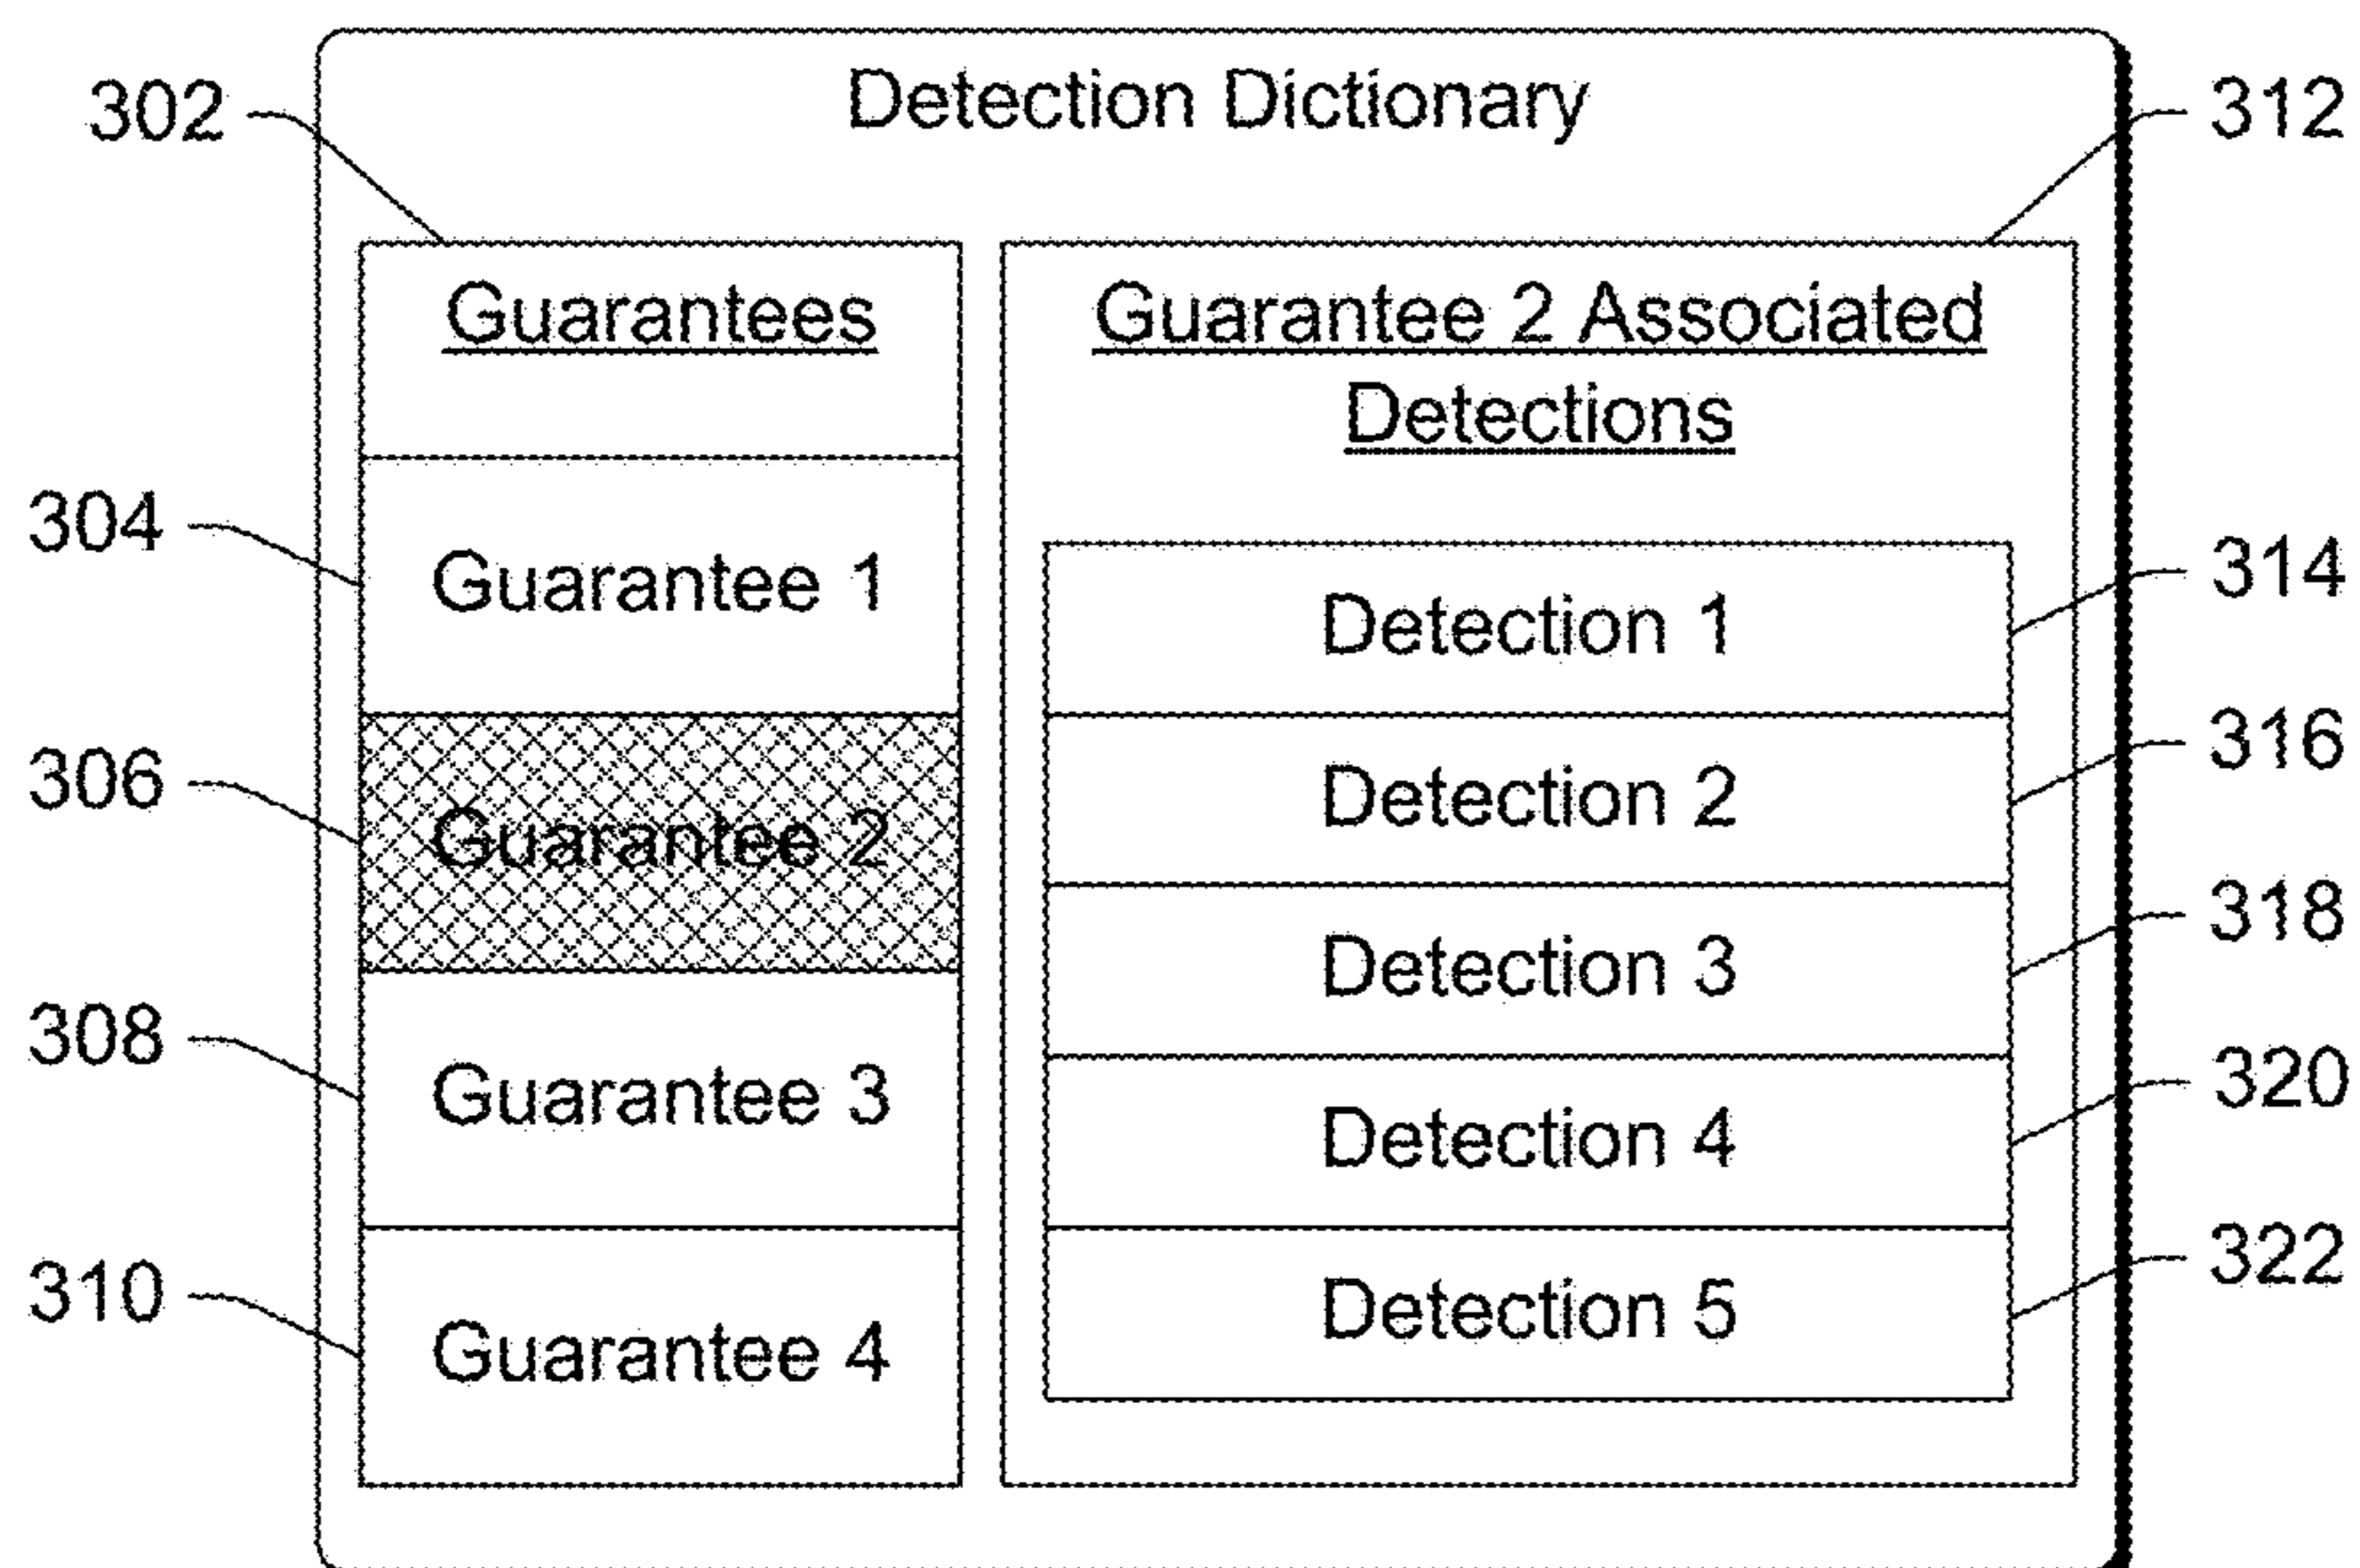 Detection Dictionary
302
312
Guarantees
Guarantee 2 Associated
Detections
304
Guarantee 1
314
Detection 1
306
Guarantee 2
316
Detection 2
318
Detection 3
308
Guarantee 3
320
Detection 4
310
Guarantee 4
322
Detection 5